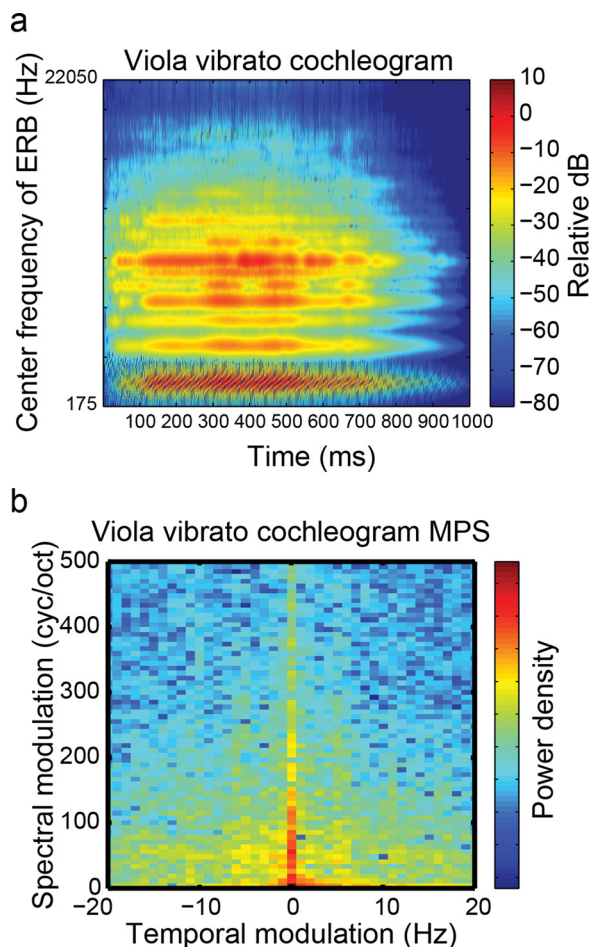 a
Viola vibrato cochleogram
Center frequency of ERB (Hz)
22050
175
100 200 300 400 500 600 700 800 900 1000
Time (ms)
10
0
−10
−20
−30
−40
−50
−60
−70
−80
Relative dB
b
Viola vibrato cochleogram MPS
Spectral modulation (cyc/oct)
500
400
300
200
100
0
−20 −10 0 10 20
Temporal modulation (Hz)
Power density